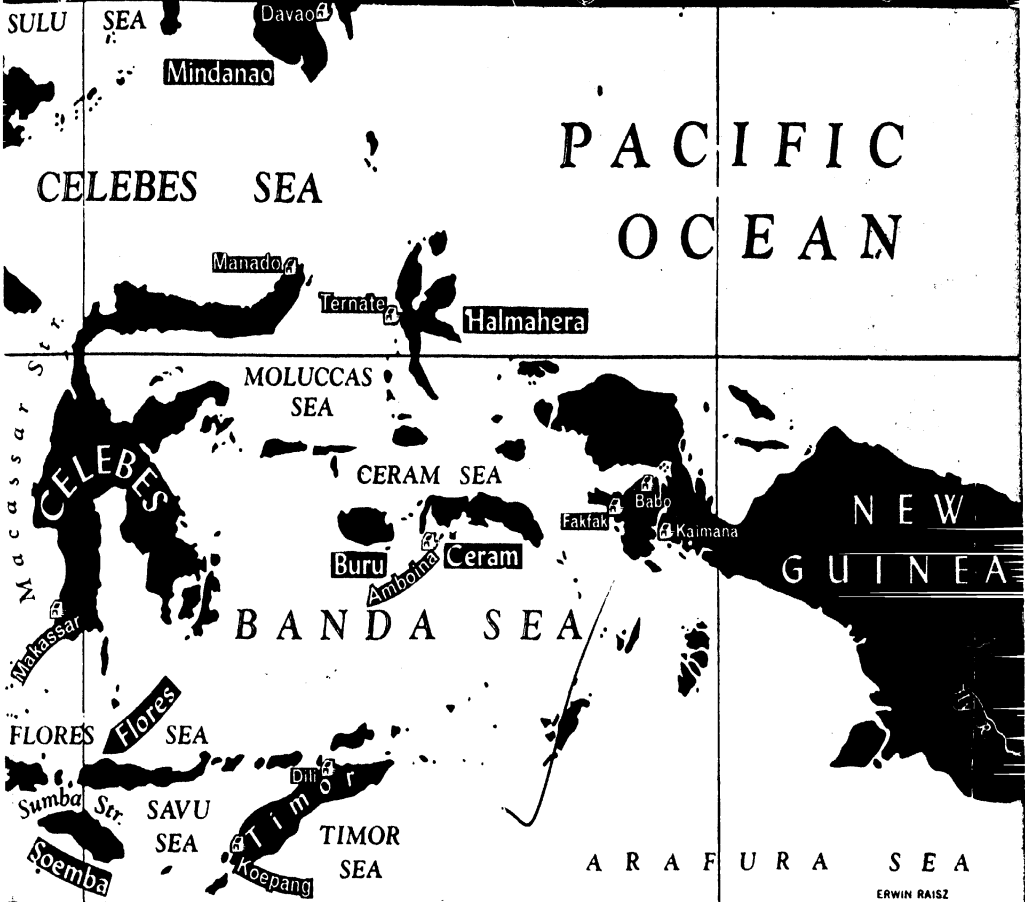 SULU SEA
Davao
Mindanao
PACIFIC
OCEAN
CELEBES SEA
Manado
Ternate
Halmahera
Macassar Str.
MOLUCCAS
SEA
CELEBES
CERAM SEA
Babo
Fakfak
Kaimana
NEW
GUINEA
Buru
Amboina
Ceram
Makassar
BANDA SEA
Flores
FLORES SEA
Dili
Timor
Sumba Str.
SAVU
SEA
TIMOR
SEA
Soemba
Koepang
ARAFURA SEA
ERWIN RAISZ